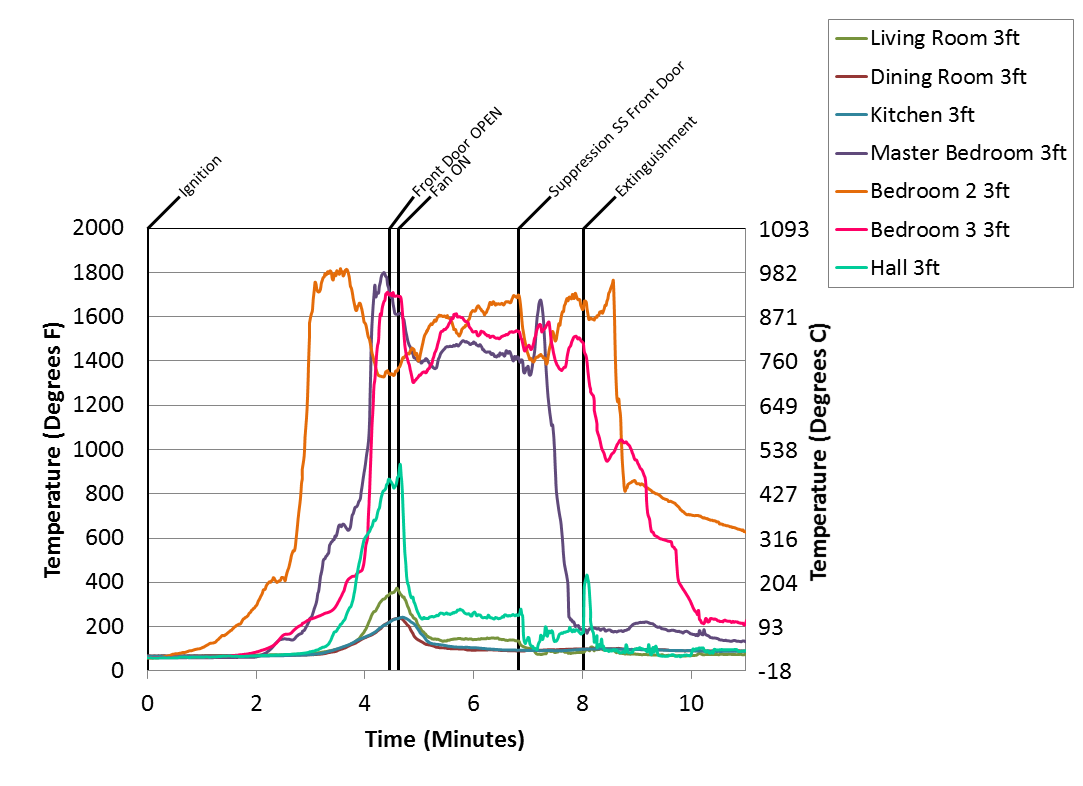 Living Room 3ft
Dining Room 3ft
Kitchen 3ft
Master Bedroom 3ft
Bedroom 2 3ft
Bedroom 3 3ft
Hall 3ft
Ignition
Front Door OPEN
Fan ON
Suppression SS Front Door
Extinguishment
Temperature (Degrees F)
2000
1800
1600
1400
1200
1000
800
600
400
200
0
1093
982
871
760
649
538
427
316
204
93
-18
Temperature (Degrees C)
0 2 4 6 8 10
Time (Minutes)